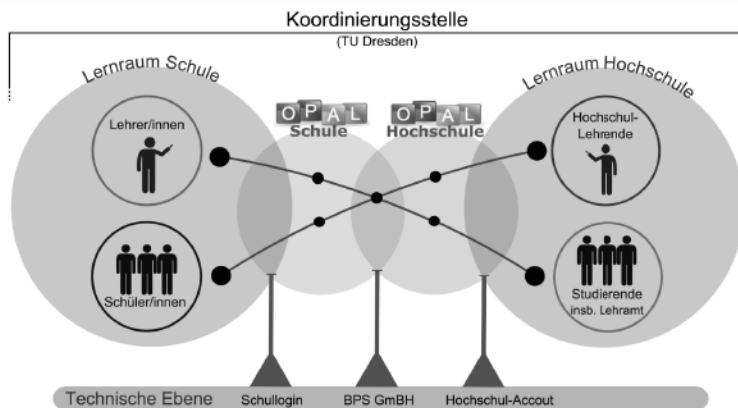 Koordinierungsstelle
(TU Dresden)
Lernraum Schule
Lernraum Hochschule
OPAL
Schule
OPAL
Hochschule
Lehrer/innen
Hochschul-
Lehrende
Schüler/innen
Studierende
insb. Lehramt
Technische Ebene
Schullogin
BPS GmBH
Hochschul-Accout